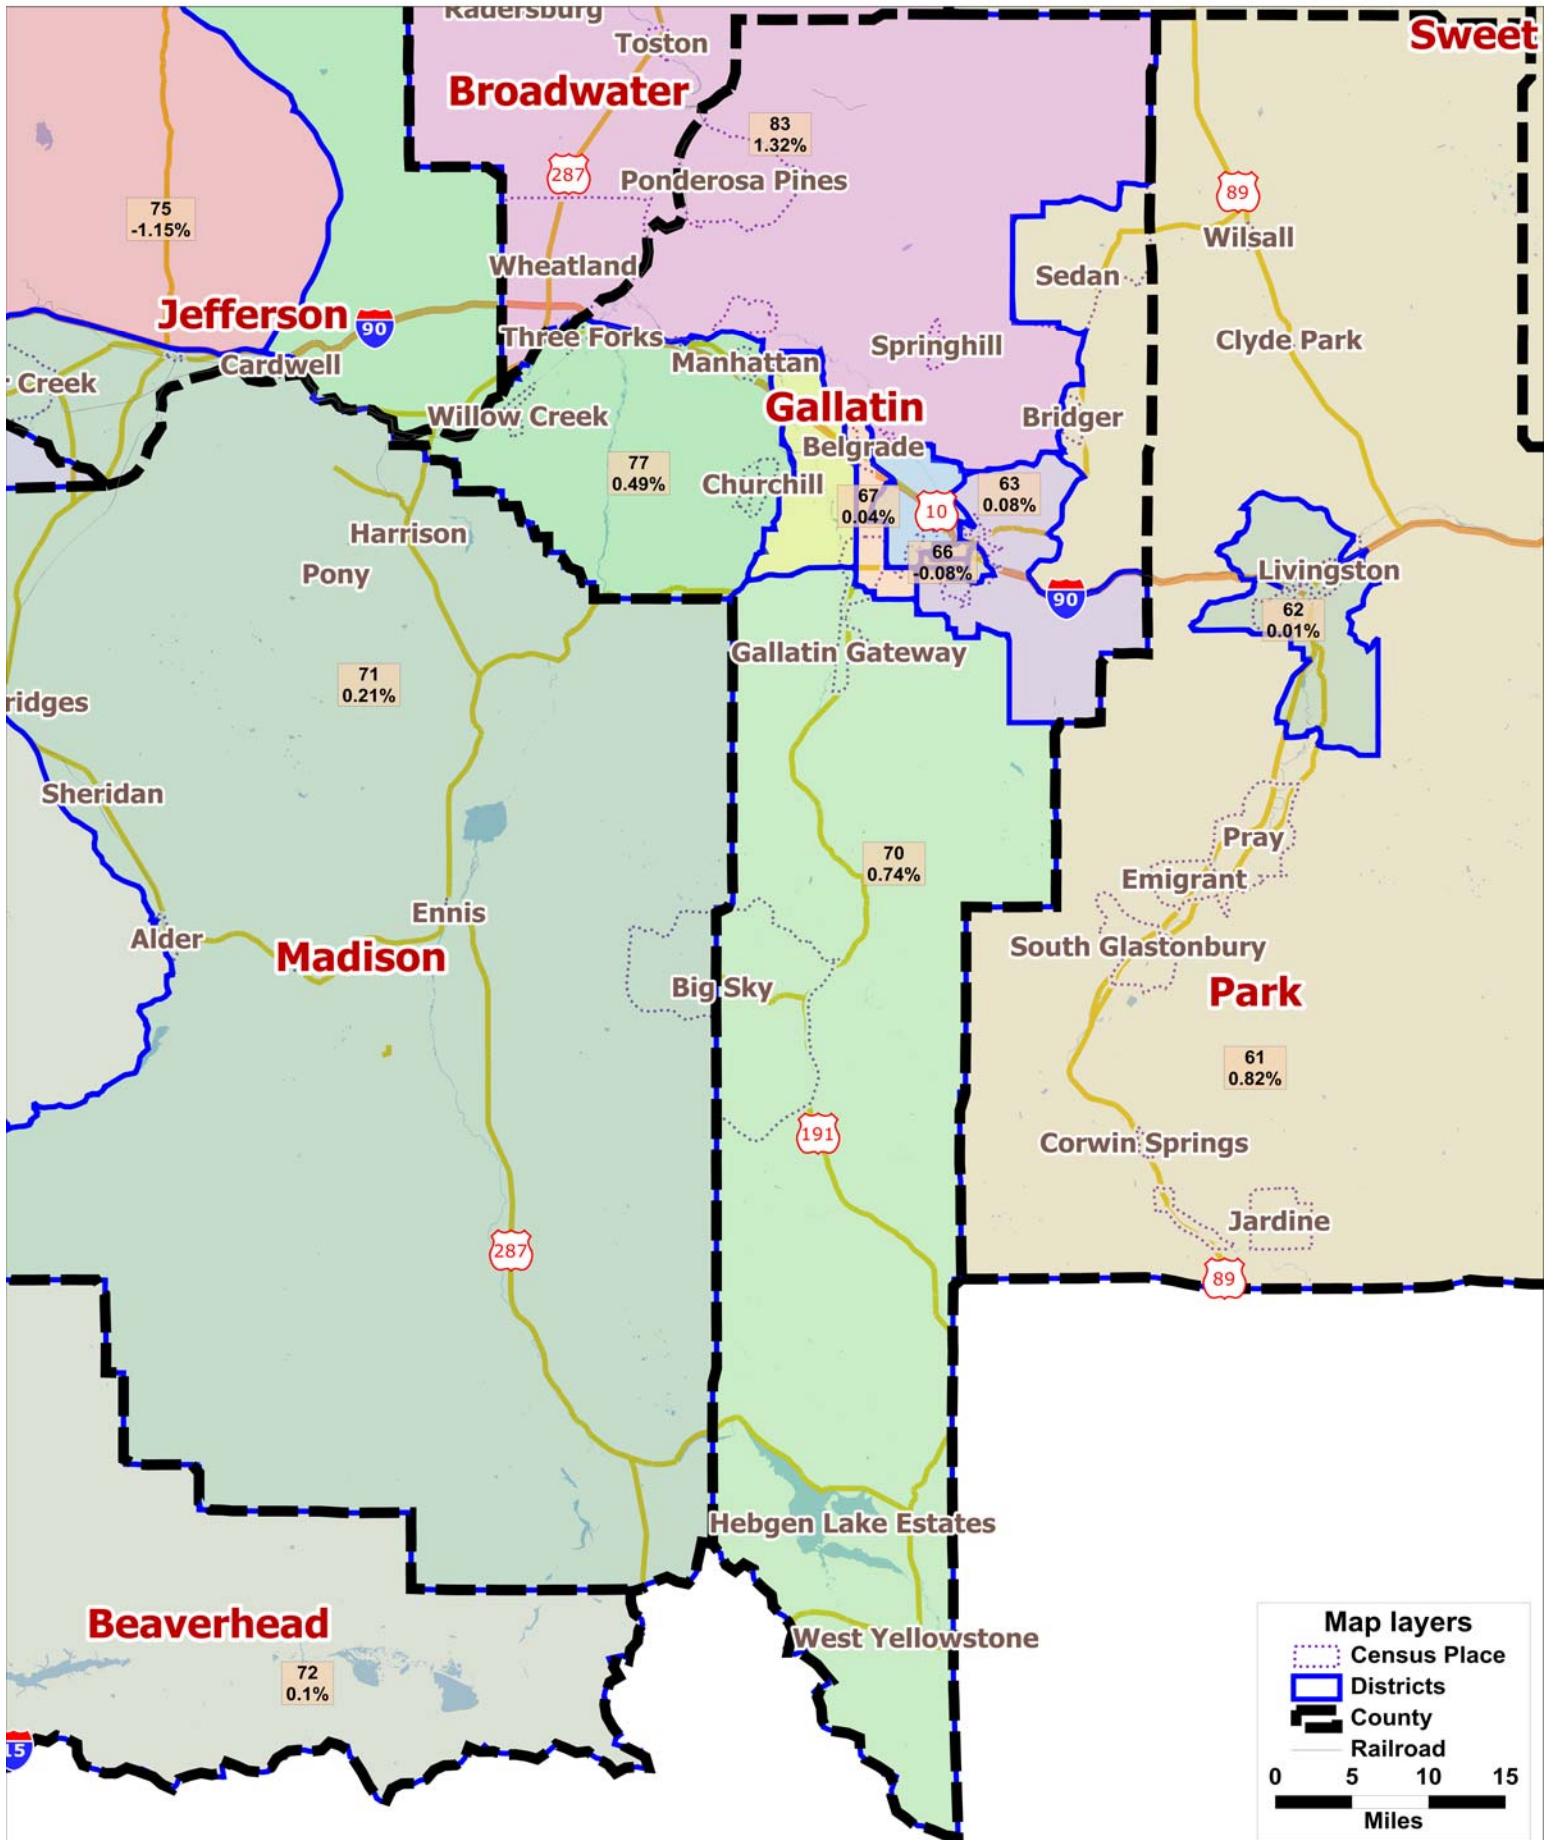 Radersburg
Toston
Sweet
Broadwater
83
1.32%
287
Ponderosa Pines
89
75
-1.15%
Wilsall
Wheatland
Sedan
Jefferson
90
Three Forks
Springhill
Clyde Park
Manhattan
Cardwell
Creek
Gallatin
Willow Creek
Bridger
Belgrade
77
0.49%
Churchill
67
0.04%
63
0.08%
10
Harrison
66
-0.08%
Pony
Livingston
90
62
0.01%
Gallatin Gateway
71
0.21%
ridges
Sheridan
Pray
70
0.74%
Emigrant
Ennis
Alder
South Glastonbury
Madison
Big Sky
Park
61
0.82%
191
Corwin Springs
Jardine
287
89
Hebgen Lake Estates
Beaverhead
West Yellowstone
72
0.1%
15
Map layers
Census Place
Districts
County
Railroad
0 5 10 15
Miles